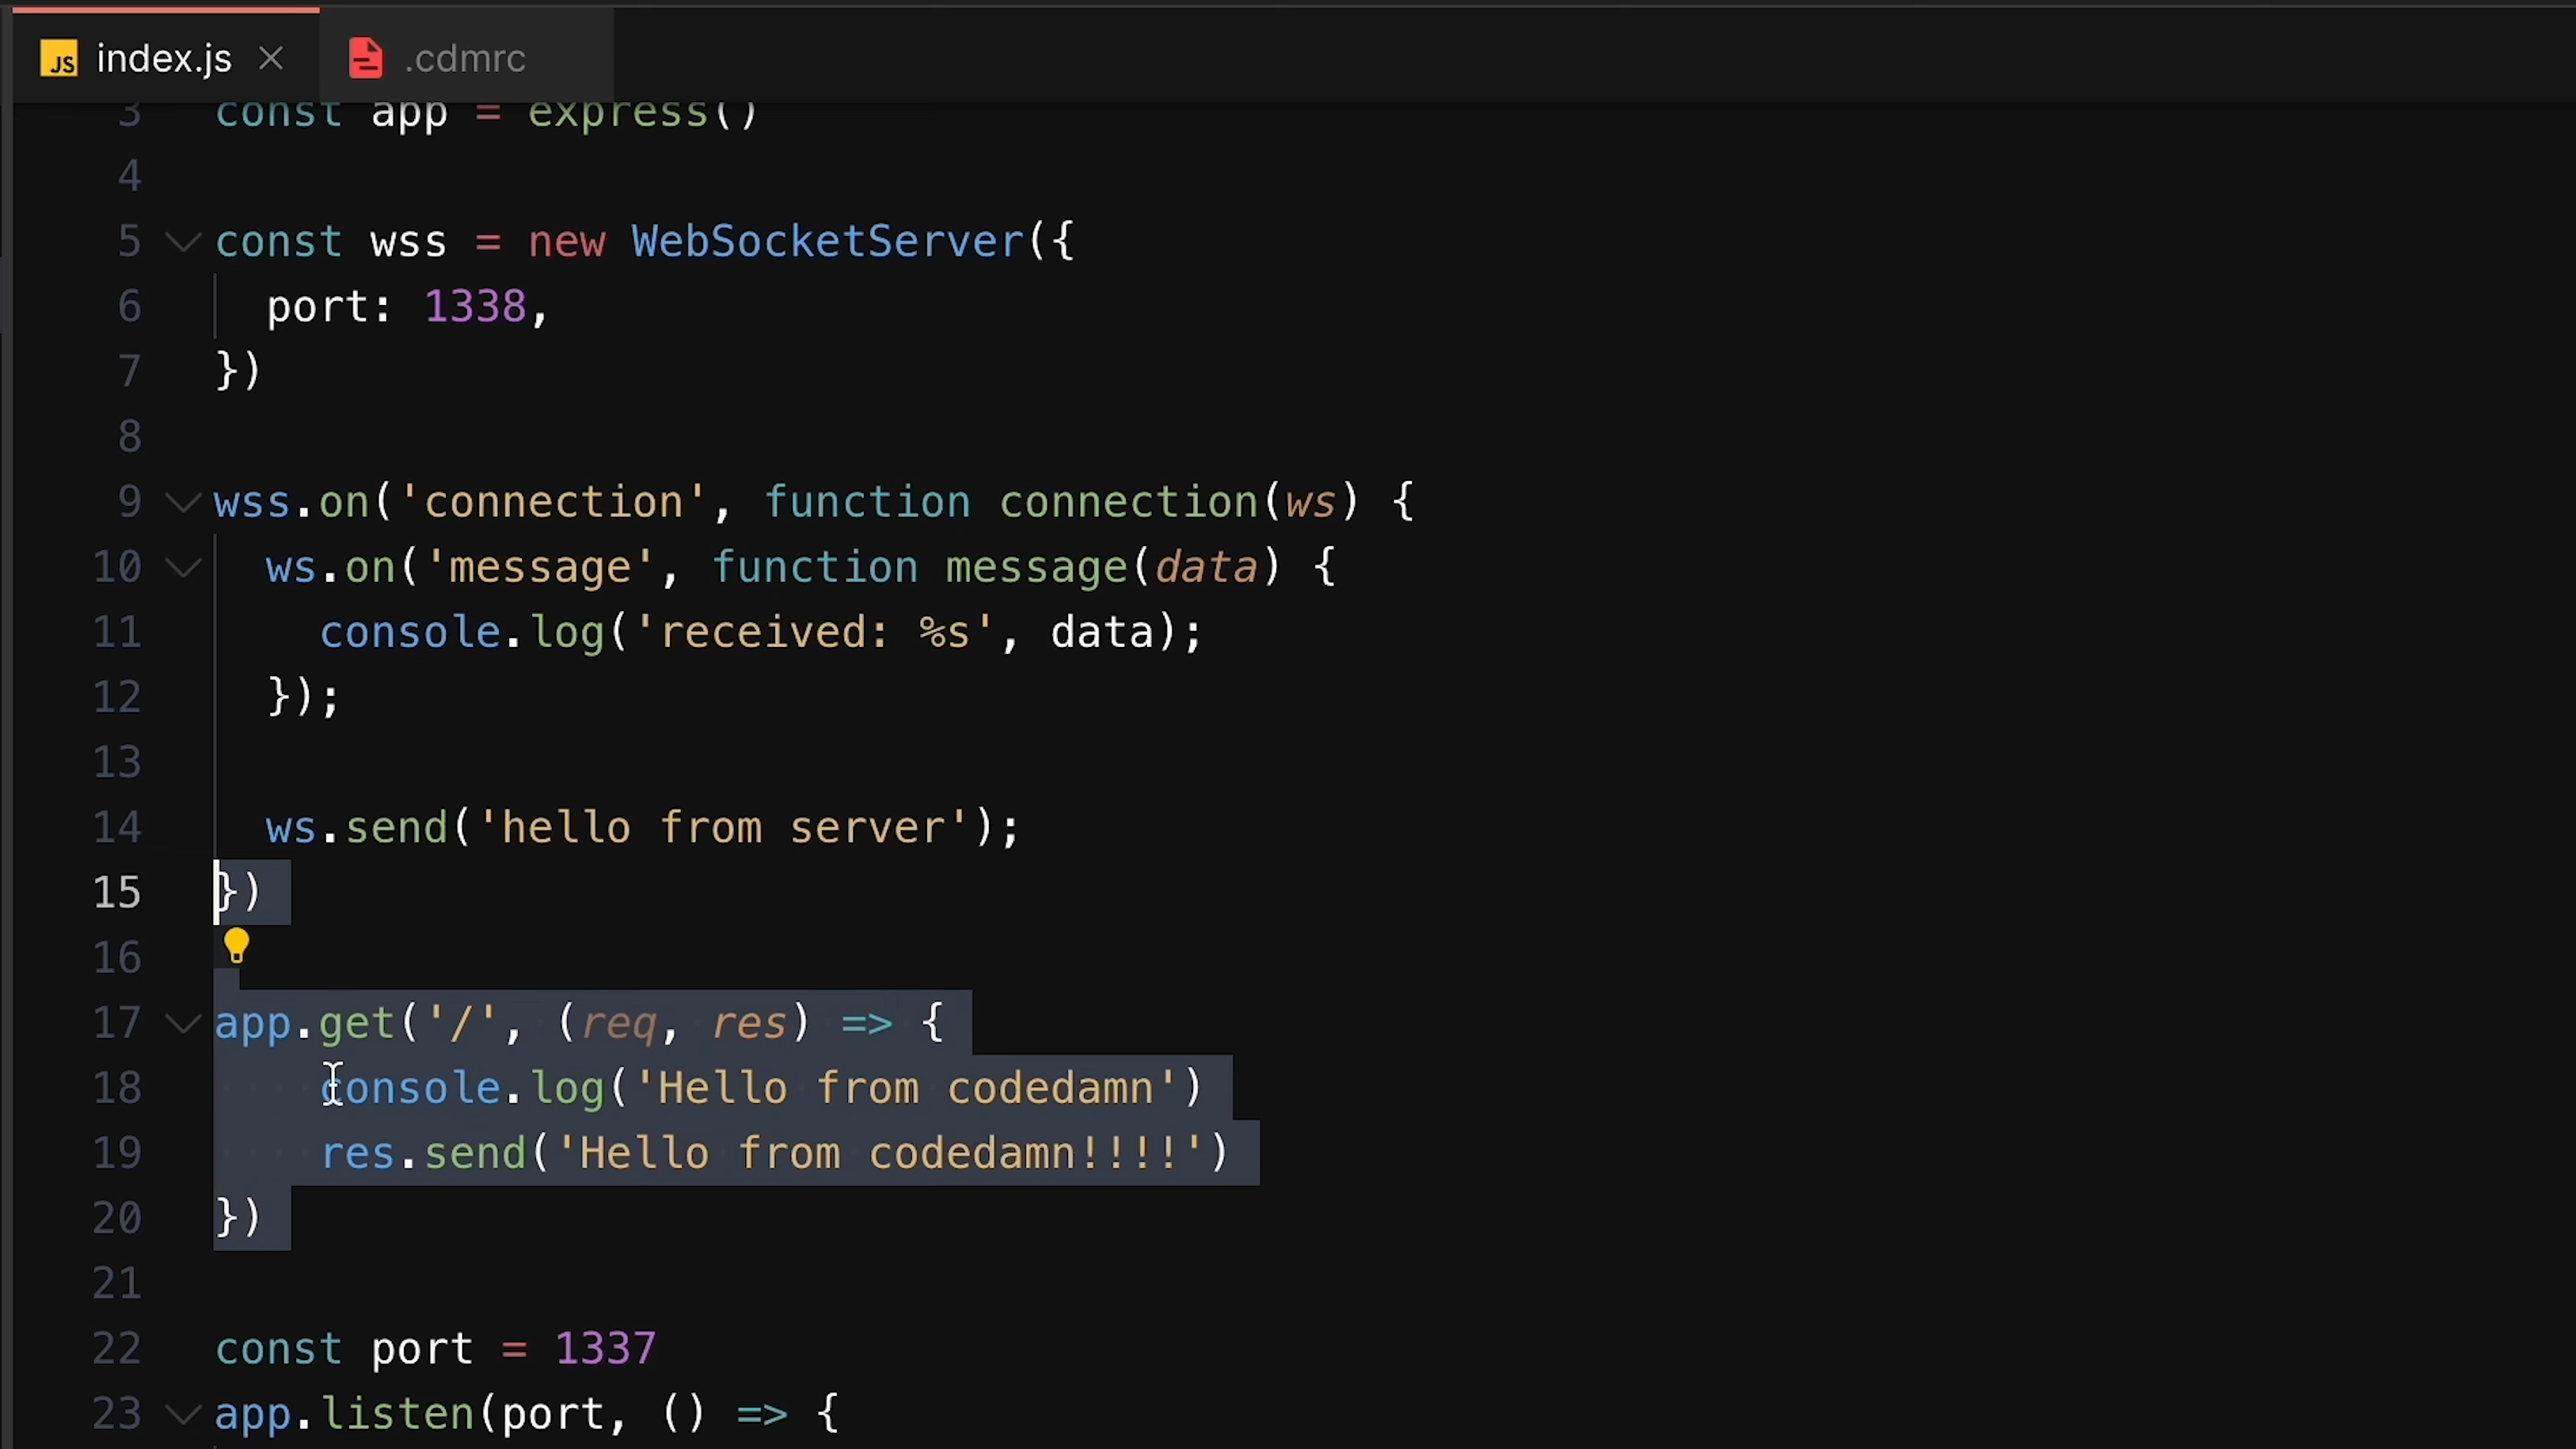 JS index.js × .cdmrc
3 const app = express()
4
5 const wss = new WebSocketServer({
6 port: 1338,
7 })
8
9 wss.on('connection', function connection(ws) {
10 ws.on('message', function message(data) {
11 console.log('received: %s', data);
12 });
13
14 ws.send('hello from server');
15 })
16
17 app.get('/', (req, res) => {
18 console.log('Hello from codedamn')
19 res.send('Hello from codedamn!!!!')
20 })
21
22 const port = 1337
23 app.listen(port, () => {